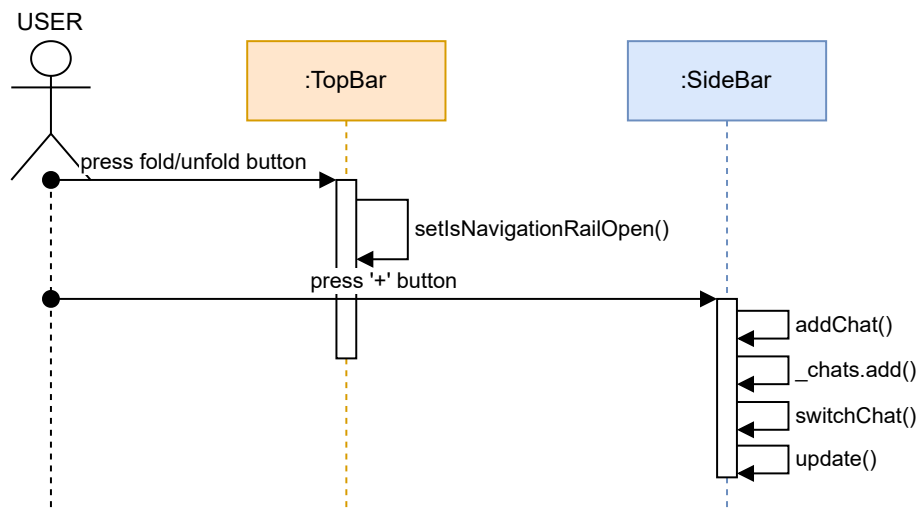 USER
:TopBar
:SideBar
press fold/unfold button
setIsNavigationRailOpen()
press '+' button
addChat()
_chats.add()
switchChat()
update()